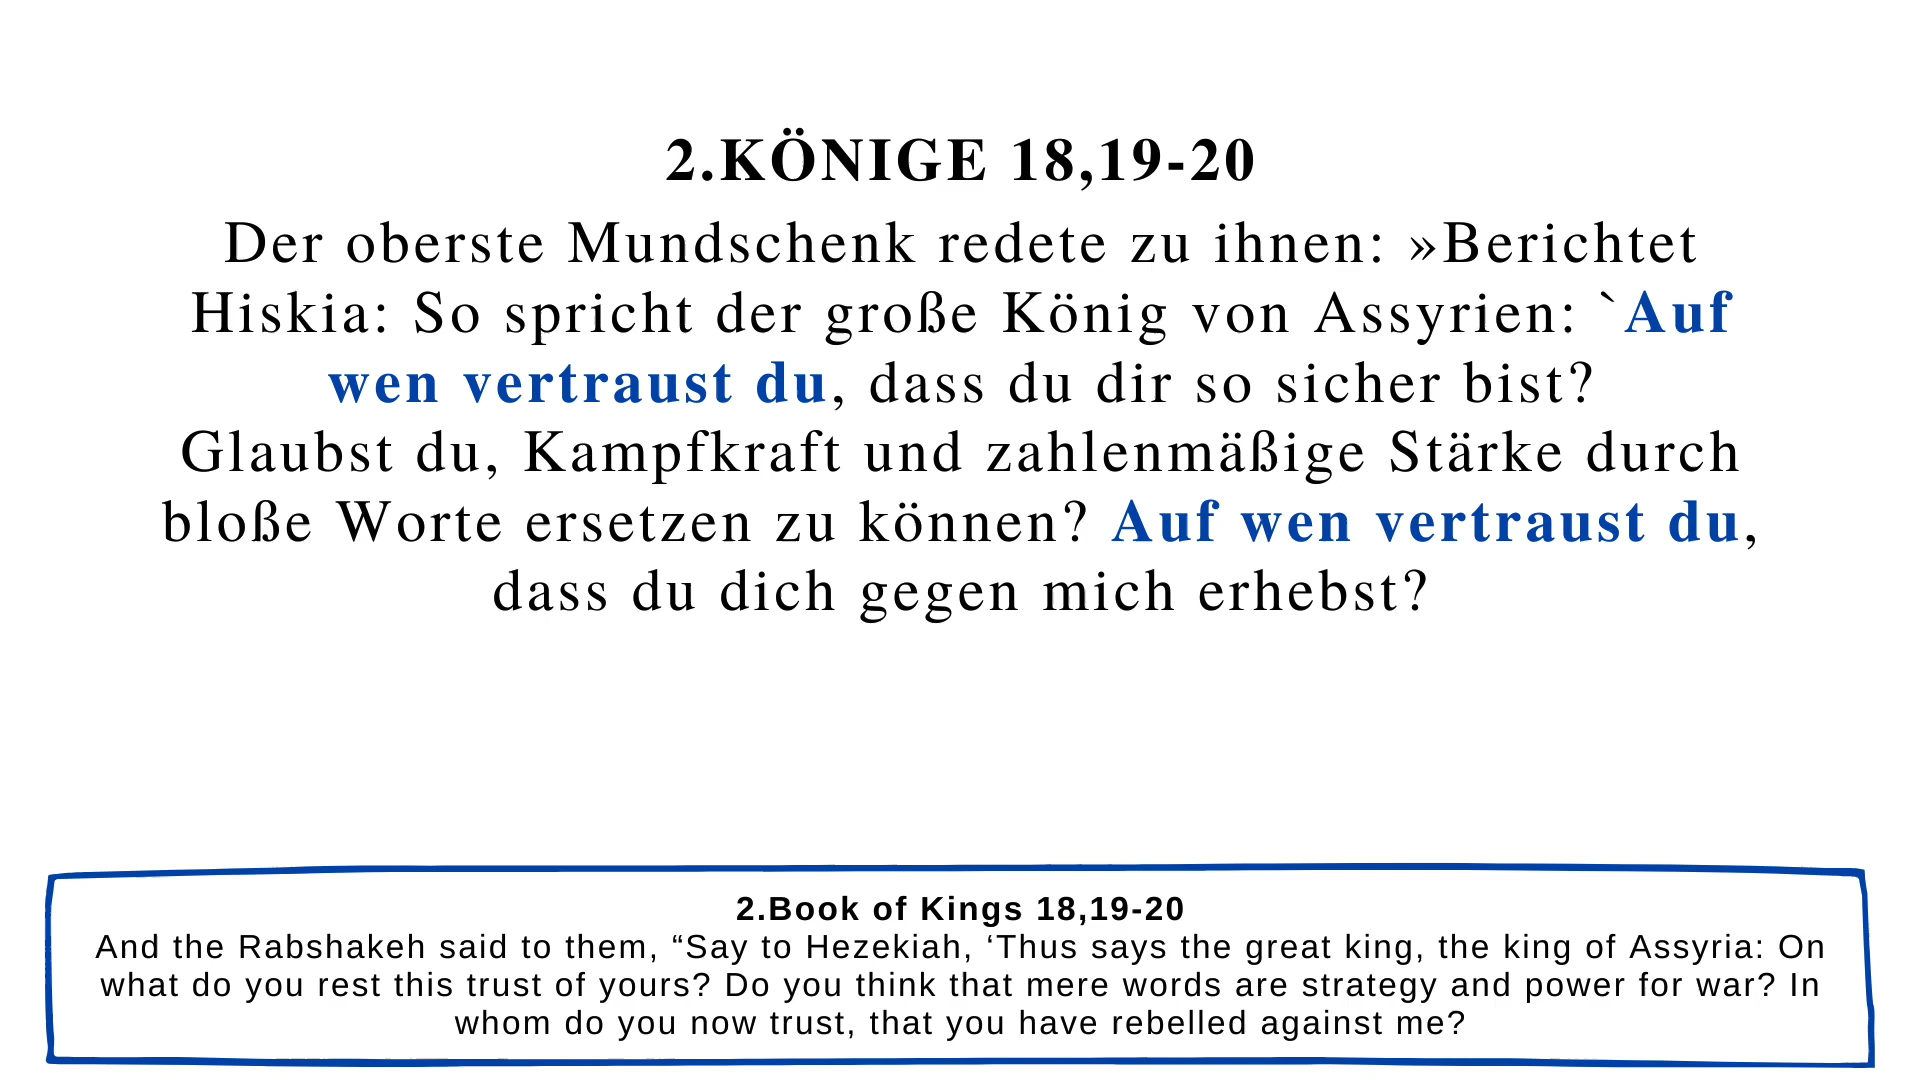 2.KÖNIGE 18,19-20
Der oberste Mundschenk redete zu ihnen: »Berichtet
Hiskia: So spricht der große König von Assyrien: `Auf
wen vertraust du, dass du dir so sicher bist?
Glaubst du, Kampfkraft und zahlenmäßige Stärke durch
bloße Worte ersetzen zu können? Auf wen vertraust du,
dass du dich gegen mich erhebst?
2.Book of Kings 18,19-20
And the Rabshakeh said to them, “Say to Hezekiah, ‘Thus says the great king, the king of Assyria: On
what do you rest this trust of yours? Do you think that mere words are strategy and power for war? In
whom do you now trust, that you have rebelled against me?